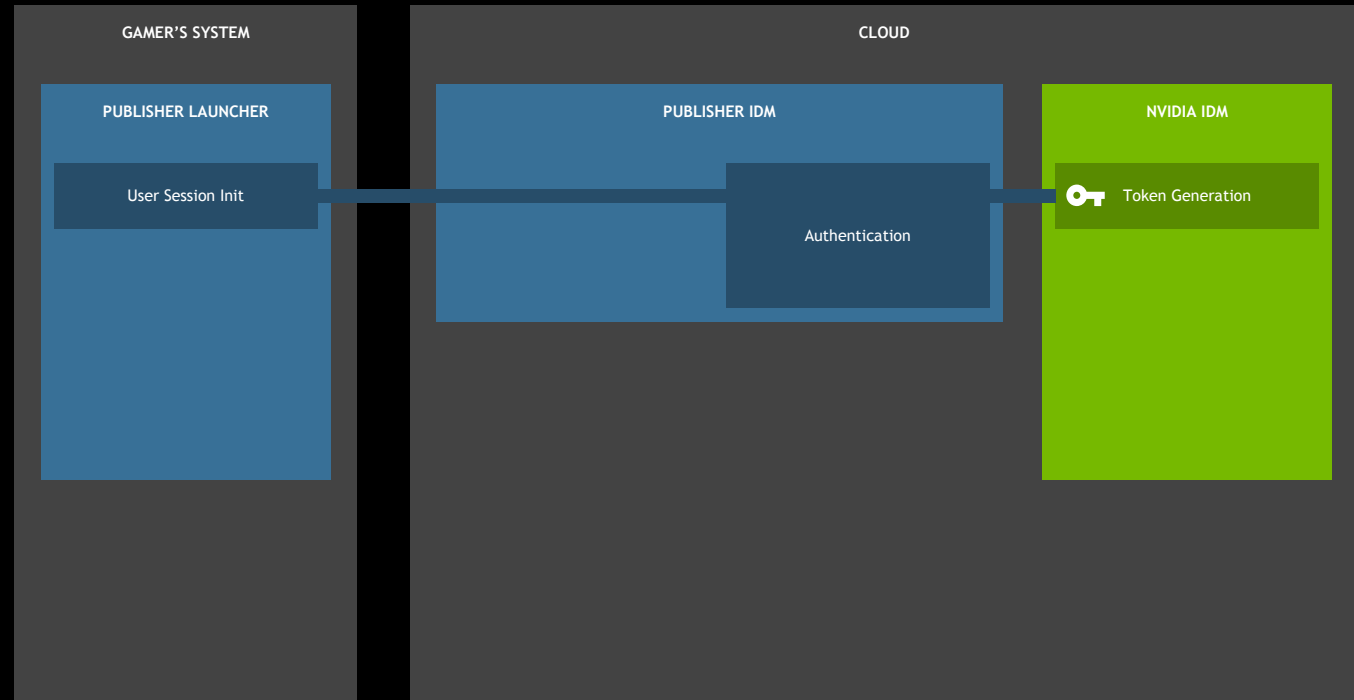 GAMER’S SYSTEM
CLOUD
PUBLISHER LAUNCHER
PUBLISHER IDM
NVIDIA IDM
User Session Init
Token Generation
Authentication